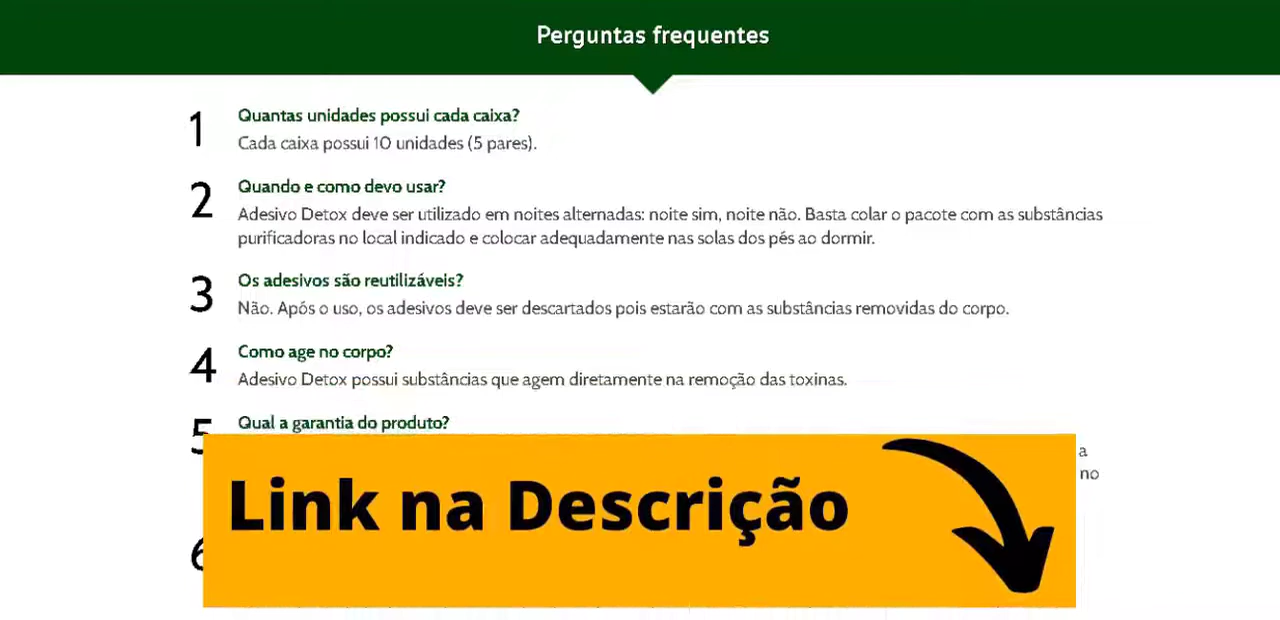 Perguntas frequentes
1
Quantas unidades possui cada caixa?
Cada caixa possui 10 unidades (5 pares).
2
Quando e como devo usar?
Adesivo Detox deve ser utilizado em noites alternadas: noite sim, noite não. Basta colar o pacote com as substâncias
purificadoras no local indicado e colocar adequadamente nas solas dos pés ao dormir.
3
Os adesivos são reutilizáveis?
Não. Após o uso, os adesivos deve ser descartados pois estarão com as substâncias removidas do corpo.
4
Como age no corpo?
Adesivo Detox possui substâncias que agem diretamente na remoção das toxinas.
5
Qual a garantia do produto?
a
no
Link na Descrição
6